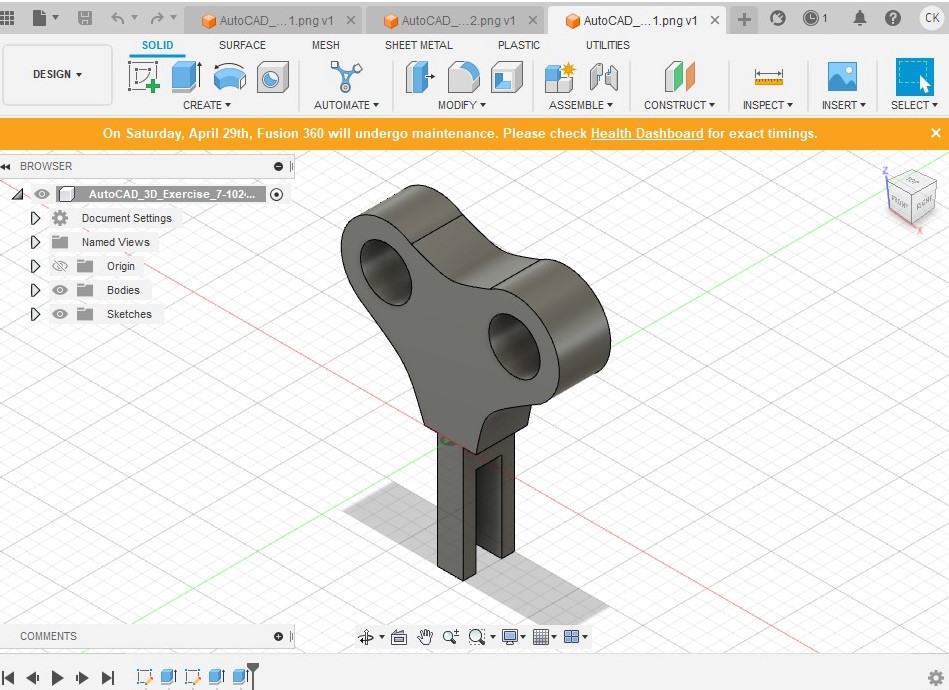 AutoCAD_...1.png v1
AutoCAD_...2.png v1
AutoCAD_...1.png v1
1
CK
DESIGN
SOLID
SURFACE
MESH
SHEET METAL
PLASTIC
UTILITIES
CREATE
AUTOMATE
MODIFY
ASSEMBLE
CONSTRUCT
INSPECT
INSERT
SELECT
On Saturday, April 29th, Fusion 360 will undergo maintenance. Please check Health Dashboard for exact timings.
BROWSER
AutoCAD_3D_Exercise_7-102-...
Document Settings
Named Views
Origin
Bodies
Sketches
Z
TOP
FRONT
RIGHT
X
COMMENTS